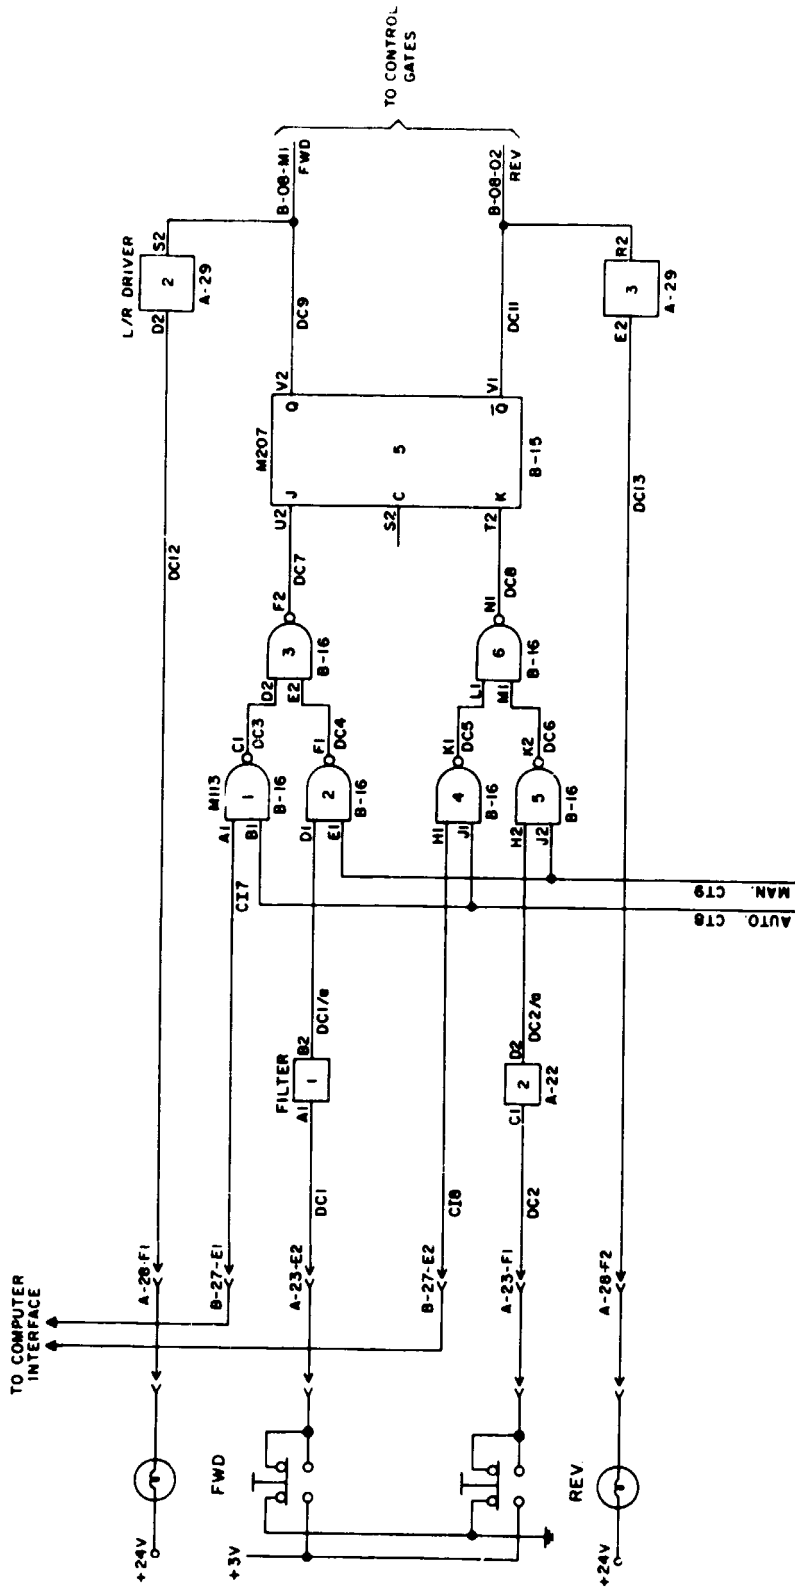 TO COMPUTER
INTERFACE
+24V
A-28-F1
DC12
D2
L/R DRIVER
2
S2
A-29
B-08-M1
FWD
TO CONTROL
GATES
B-27-E1
CI7
A1
B1
M113
1
B-16
C1
DC3
D2
E2
3
B-16
F2
DC7
U2
J
M207
5
Q
V2
DC9
FWD
+3V
A-23-E2
DC1
A1
FILTER
1
B2
DC1/a
D1
E1
2
B-16
F1
DC4
S2
C
B-27-E2
CI8
H1
J1
4
B-16
K1
DC5
L1
M1
6
B-16
N1
DC8
T2
K
Q
V1
B-15
DC11
B-08-02
REV
A-23-F1
DC2
C1
2
D2
A-22
DC2/a
H2
J2
5
B-16
K2
DC6
REV.
+24V
A-28-F2
DC13
E2
3
R2
A-29
AUTO. CT8
MAN. CT9